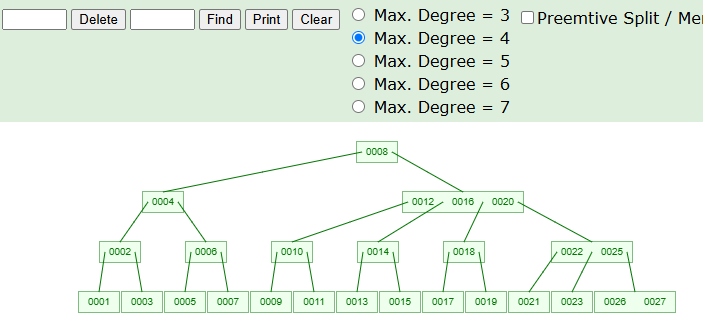 Delete Find Print Clear
Max. Degree = 3
Max. Degree = 4
Max. Degree = 5
Max. Degree = 6
Max. Degree = 7
Preemtive Split / Me
0008
0004 0012 0016 0020
0002 0006 0010 0014 0018 0022 0025
0001 0003 0005 0007 0009 0011 0013 0015 0017 0019 0021 0023 0026 0027